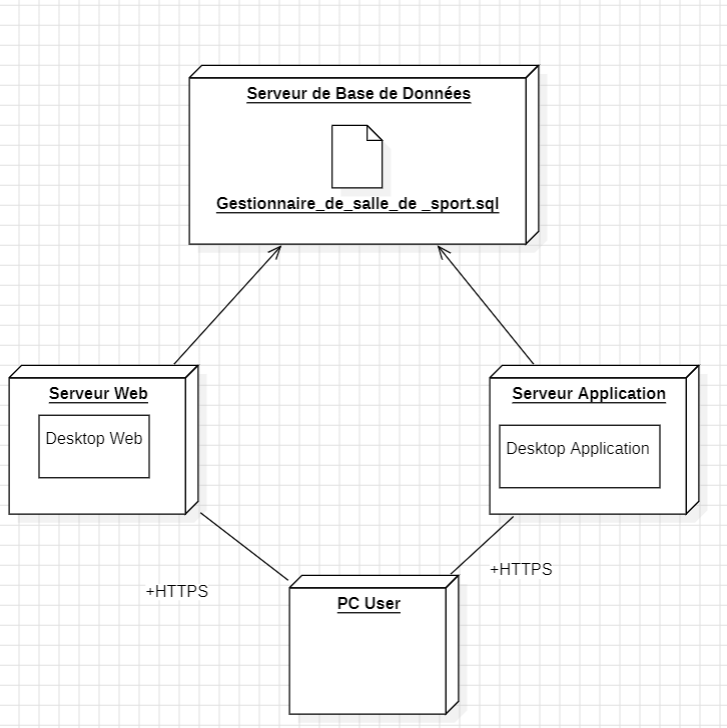 Serveur de Base de Données
Gestionnaire_de_salle_de _sport.sql
Serveur Web
Desktop Web
Serveur Application
Desktop Application
+HTTPS
+HTTPS
PC User